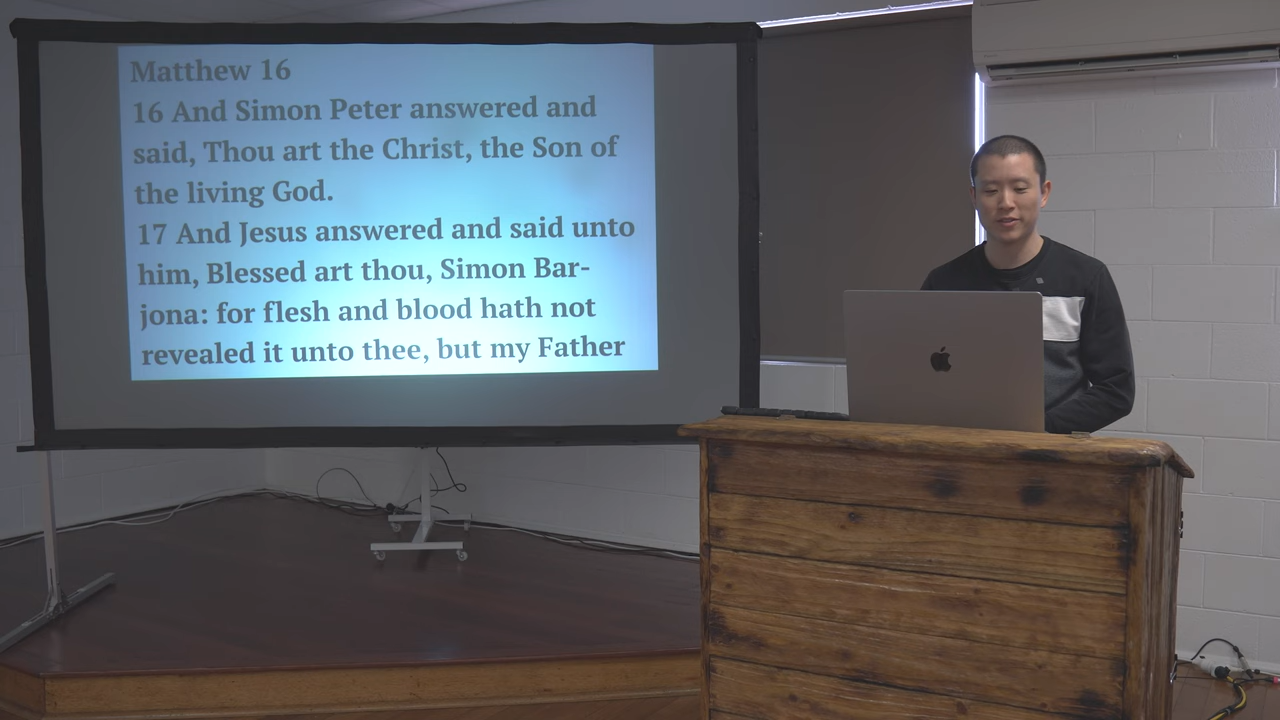 Matthew 16
16 And Simon Peter answered and
said, Thou art the Christ, the Son of
the living God.
17 And Jesus answered and said unto
him, Blessed art thou, Simon Bar-
jona: for flesh and blood hath not
revealed it unto thee, but my Father